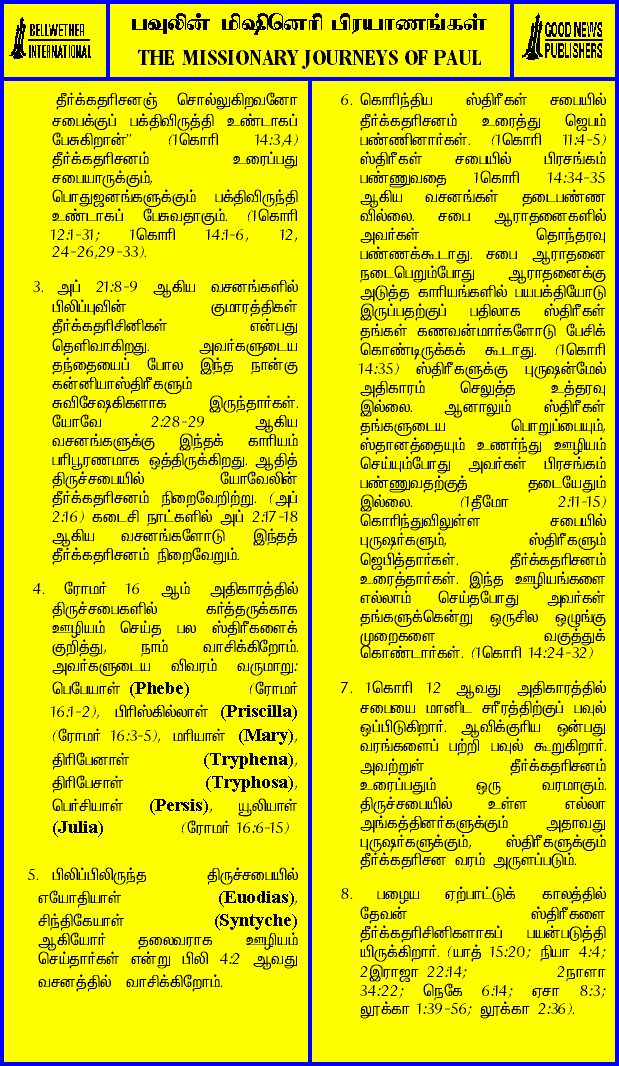 BELLWETHER
INTERNATIONAL
பவுலின் மிஷினெரி பிரயாணங்கள்
THE MISSIONARY JOURNEYS OF PAUL
GOOD NEWS
PUBLISHERS
தீர்க்கதரிசனஞ் சொல்லுகிறவனோ
சபைக்குப் பக்திவிருத்தி உண்டாகப்
பேசுகிறான்” (1கொரி 14:3,4)
தீர்க்கதரிசனம் உரைப்பது
சபையாருக்கும்,
பொதுஜனங்களுக்கும் பக்திவிருந்தி
உண்டாகப் பேசுவதாகும். (1கொரி
12:1-31; 1கொரி 14:1-6, 12,
24-26,29-33).
3. அப் 21:8-9 ஆகிய வசனங்களில்
பிலிப்புவின் குமாரத்திகள்
தீர்க்கதரிசினிகள் என்பது
தெளிவாகிறது. அவர்களுடைய
தந்தையைப் போல இந்த நான்கு
கன்னியாஸ்திரீகளும்
சுவிசேஷகிகளாக இருந்தார்கள்.
யோவே 2:28-29 ஆகிய
வசனங்களுக்கு இந்தக் காரியம்
பரிபூரணமாக ஒத்திருக்கிறது. ஆதித்
திருச்சபையில் யோவேலின்
தீர்க்கதரிசனம் நிறைவேறிற்று. (அப்
2:16) கடைசி நாட்களில் அப் 2:17-18
ஆகிய வசனங்களோடு இந்தத்
தீர்க்கதரிசனம் நிறைவேறும்.
4. ரோமர் 16 ஆம் அதிகாரத்தில்
திருச்சபைகளில் கர்த்தருக்காக
ஊழியம் செய்த பல ஸ்திரீகளைக்
குறித்து, நாம் வாசிக்கிறோம்.
அவர்களுடைய விவரம் வருமாறு:
பெபேயாள் (Phebe) (ரோமர்
16:1-2), பிரிஸ்கில்லாள் (Priscilla)
(ரோமர் 16:3-5), மரியாள் (Mary),
திரிபேனாள் (Tryphena),
திரிபேசாள் (Tryphosa),
பெர்சியாள் (Persis), யூலியாள்
(Julia) (ரோமர் 16:6-15)
5. பிலிப்பிலிருந்த திருச்சபையில்
எயோதியாள் (Euodias),
சிந்திகேயாள் (Syntyche)
ஆகியோர் தலைவராக ஊழியம்
செய்தார்கள் என்று பிலி 4:2 ஆவது
வசனத்தில் வாசிக்கிறோம்.
6. கொரிந்திய ஸ்திரீகள் சபையில்
தீர்க்கதரிசனம் உரைத்து ஜெபம்
பண்ணினார்கள். (1கொரி 11:4-5)
ஸ்திரீகள் சபையில் பிரசங்கம்
பண்ணுவதை 1கொரி 14:34-35
ஆகிய வசனங்கள் தடைபண்ண
வில்லை. சபை ஆராதனைகளில்
அவர்கள் தொந்தரவு
பண்ணக்கூடாது. சபை ஆராதனை
நடைபெறும்போது ஆராதனைக்கு
அடுத்த காரியங்களில் பயபக்தியோடு
இருப்பதற்குப் பதிலாக ஸ்திரீகள்
தங்கள் கணவன்மார்களோடு பேசிக்
கொண்டிருக்கக் கூடாது. (1கொரி
14:35) ஸ்திரீகளுக்கு புருஷன்மேல்
அதிகாரம் செலுத்த உத்தரவு
இல்லை. ஆனாலும் ஸ்திரீகள்
தங்களுடைய பொறுப்பையும்,
ஸ்தானத்தையும் உணர்ந்து ஊழியம்
செய்யும்போது அவர்கள் பிரசங்கம்
பண்ணுவதற்குத் தடையேதும்
இல்லை. (1தீமோ 2:11-15)
கொரிந்துவிலுள்ள சபையில்
புருஷர்களும், ஸ்திரீகளும்
ஜெபித்தார்கள். தீர்க்கதரிசனம்
உரைத்தார்கள். இந்த ஊழியங்களை
எல்லாம் செய்தபோது அவர்கள்
தங்களுக்கென்று ஒருசில ஒழுங்கு
முறைகளை வகுத்துக்
கொண்டார்கள். (1கொரி 14:24-32)
7. 1கொரி 12 ஆவது அதிகாரத்தில்
சபையை மானிட சரீரத்திற்குப் பவுல்
ஒப்பிடுகிறார். ஆவிக்குரிய ஒன்பது
வரங்களைப் பற்றி பவுல் கூறுகிறார்.
அவற்றுள் தீர்க்கதரிசனம்
உரைப்பதும் ஒரு வரமாகும்.
திருச்சபையில் உள்ள எல்லா
அங்கத்தினர்களுக்கும் அதாவது
புருஷர்களுக்கும், ஸ்திரீகளுக்கும்
தீர்க்கதரிசன வரம் அருளப்படும்.
8. பழைய ஏற்பாட்டுக் காலத்தில்
தேவன் ஸ்திரீகளை
தீர்க்கதரிசினிகளாகப் பயன்படுத்தி
யிருக்கிறார். (யாத் 15:20; நியா 4:4;
2இராஜா 22:14; 2நாளா
34:22; நெகே 6:14; ஏசா 8:3;
லூக்கா 1:39-56; லூக்கா 2:36).